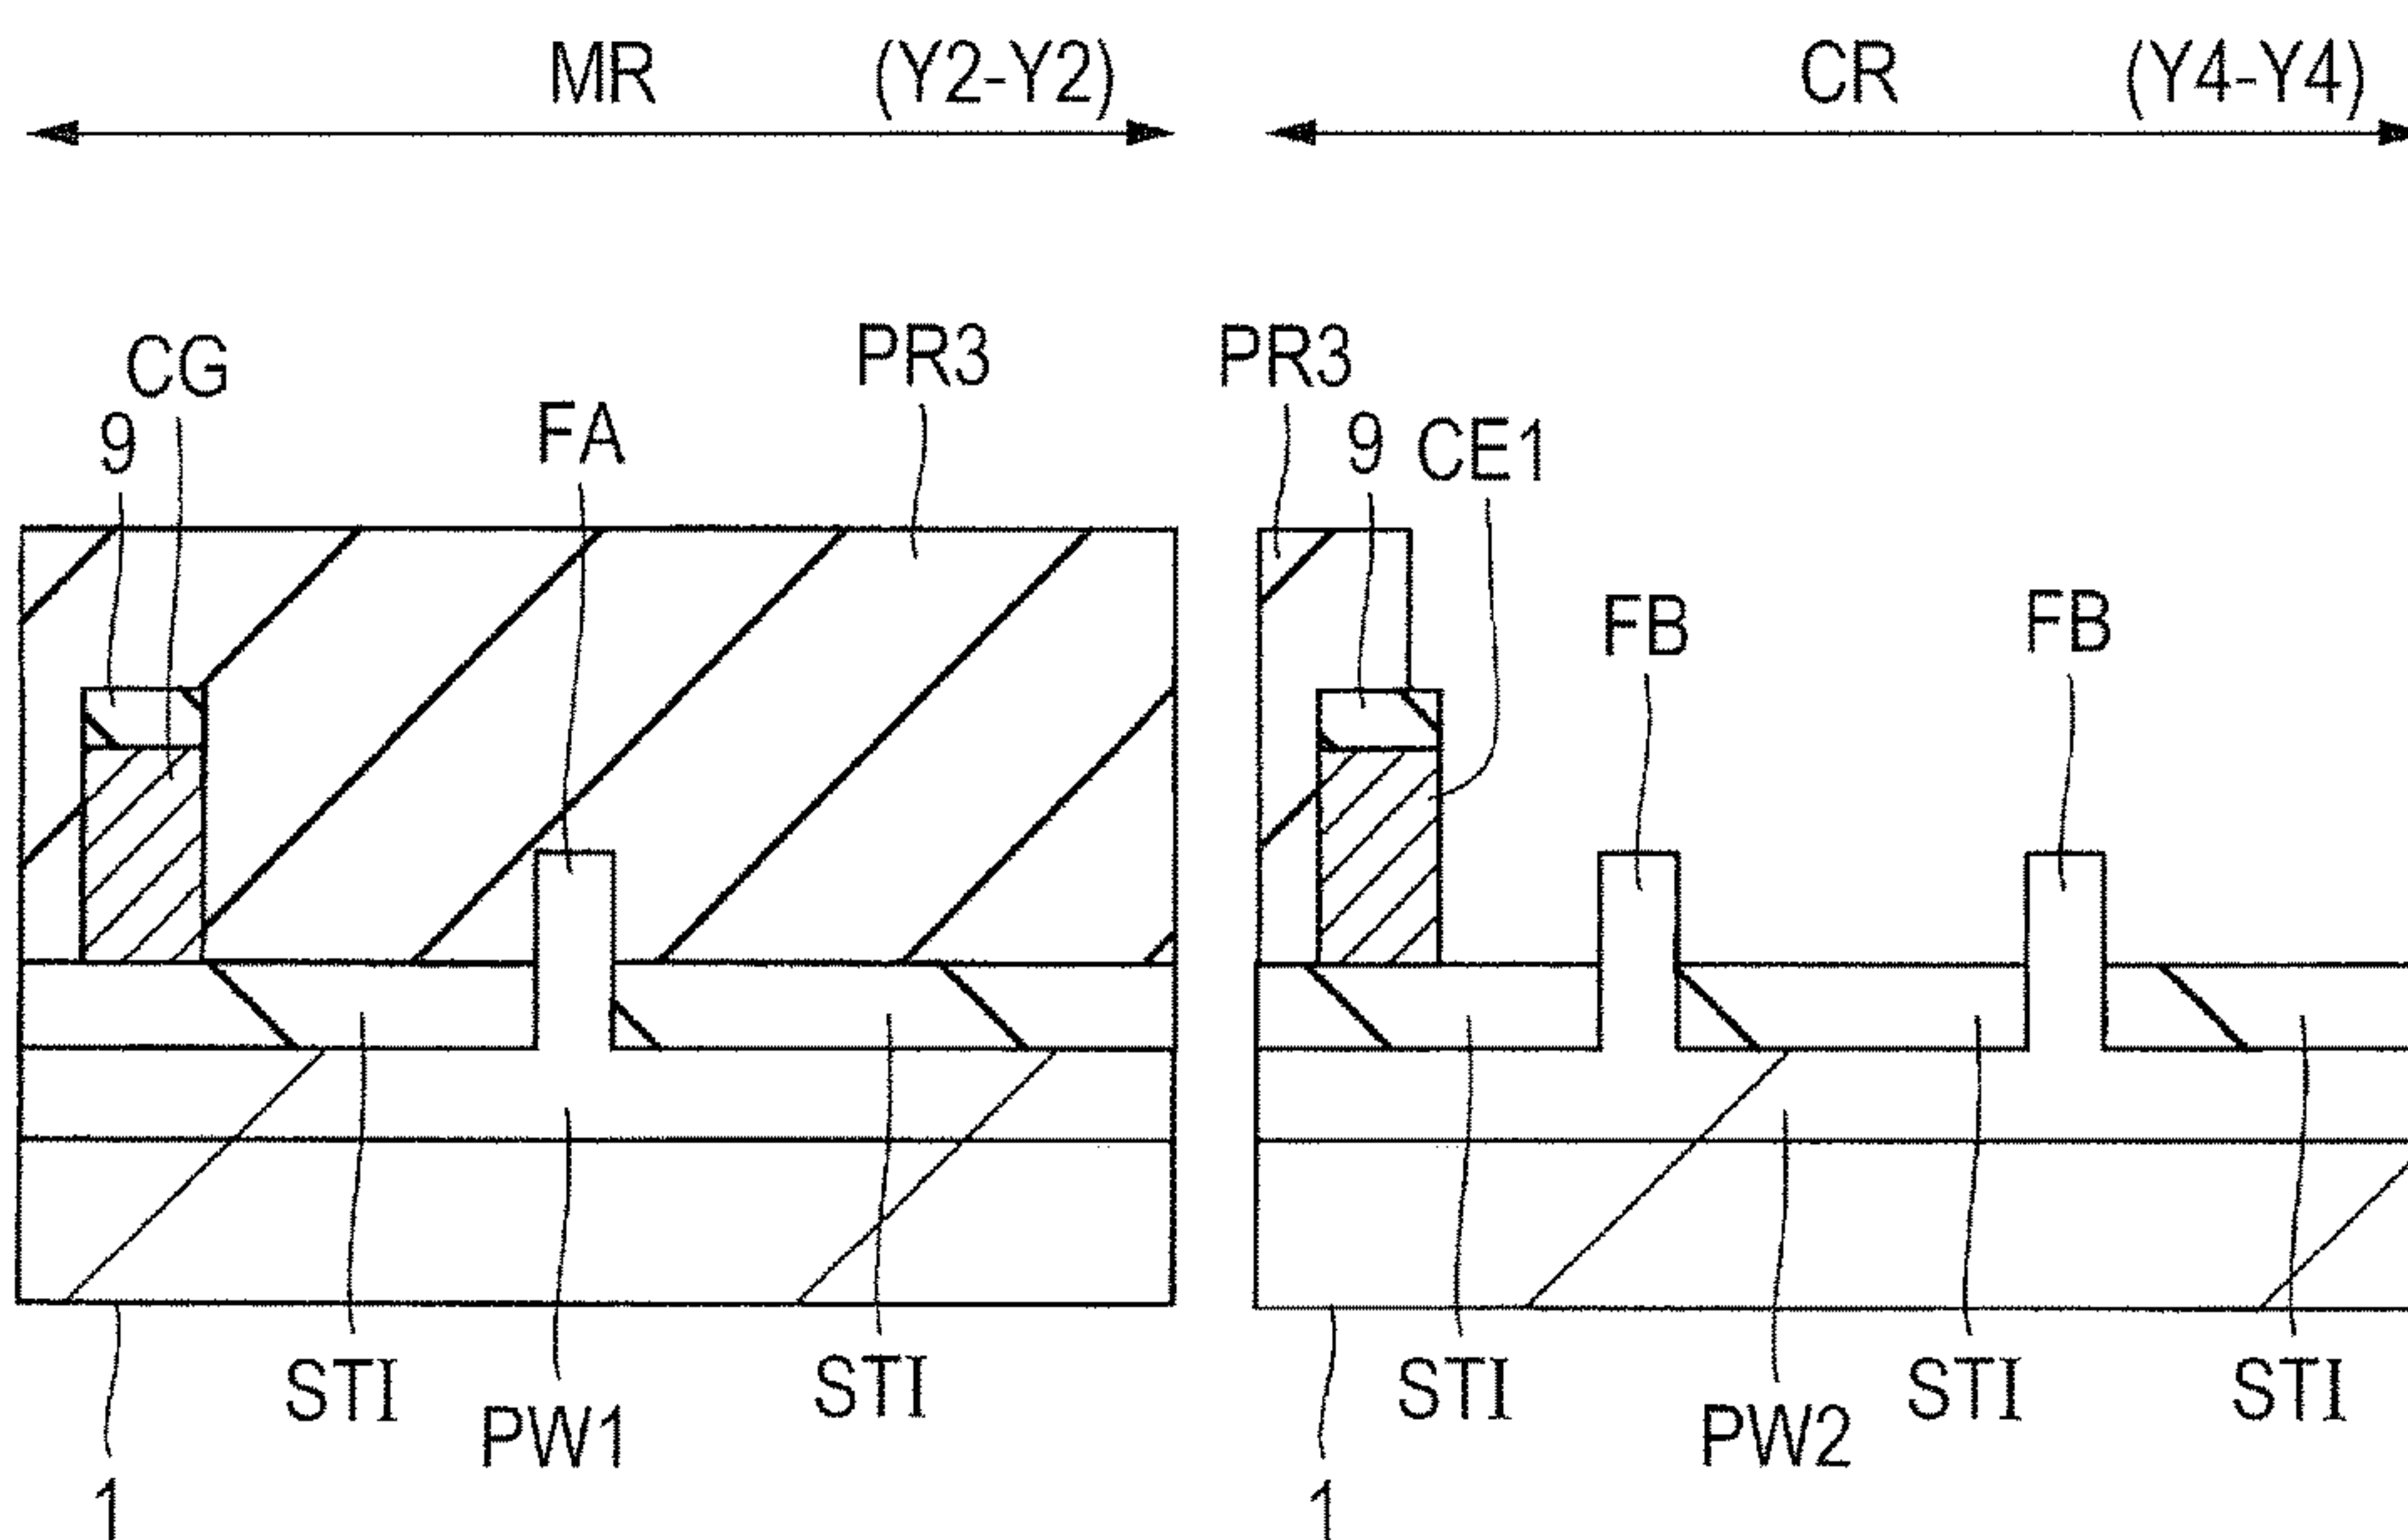 MR (Y2-Y2) CR (Y4-Y4)
CG PR3 PR3
9 FA 9 CE1
FB FB
STI STI STI STI STI
PW1 PW2
1 1